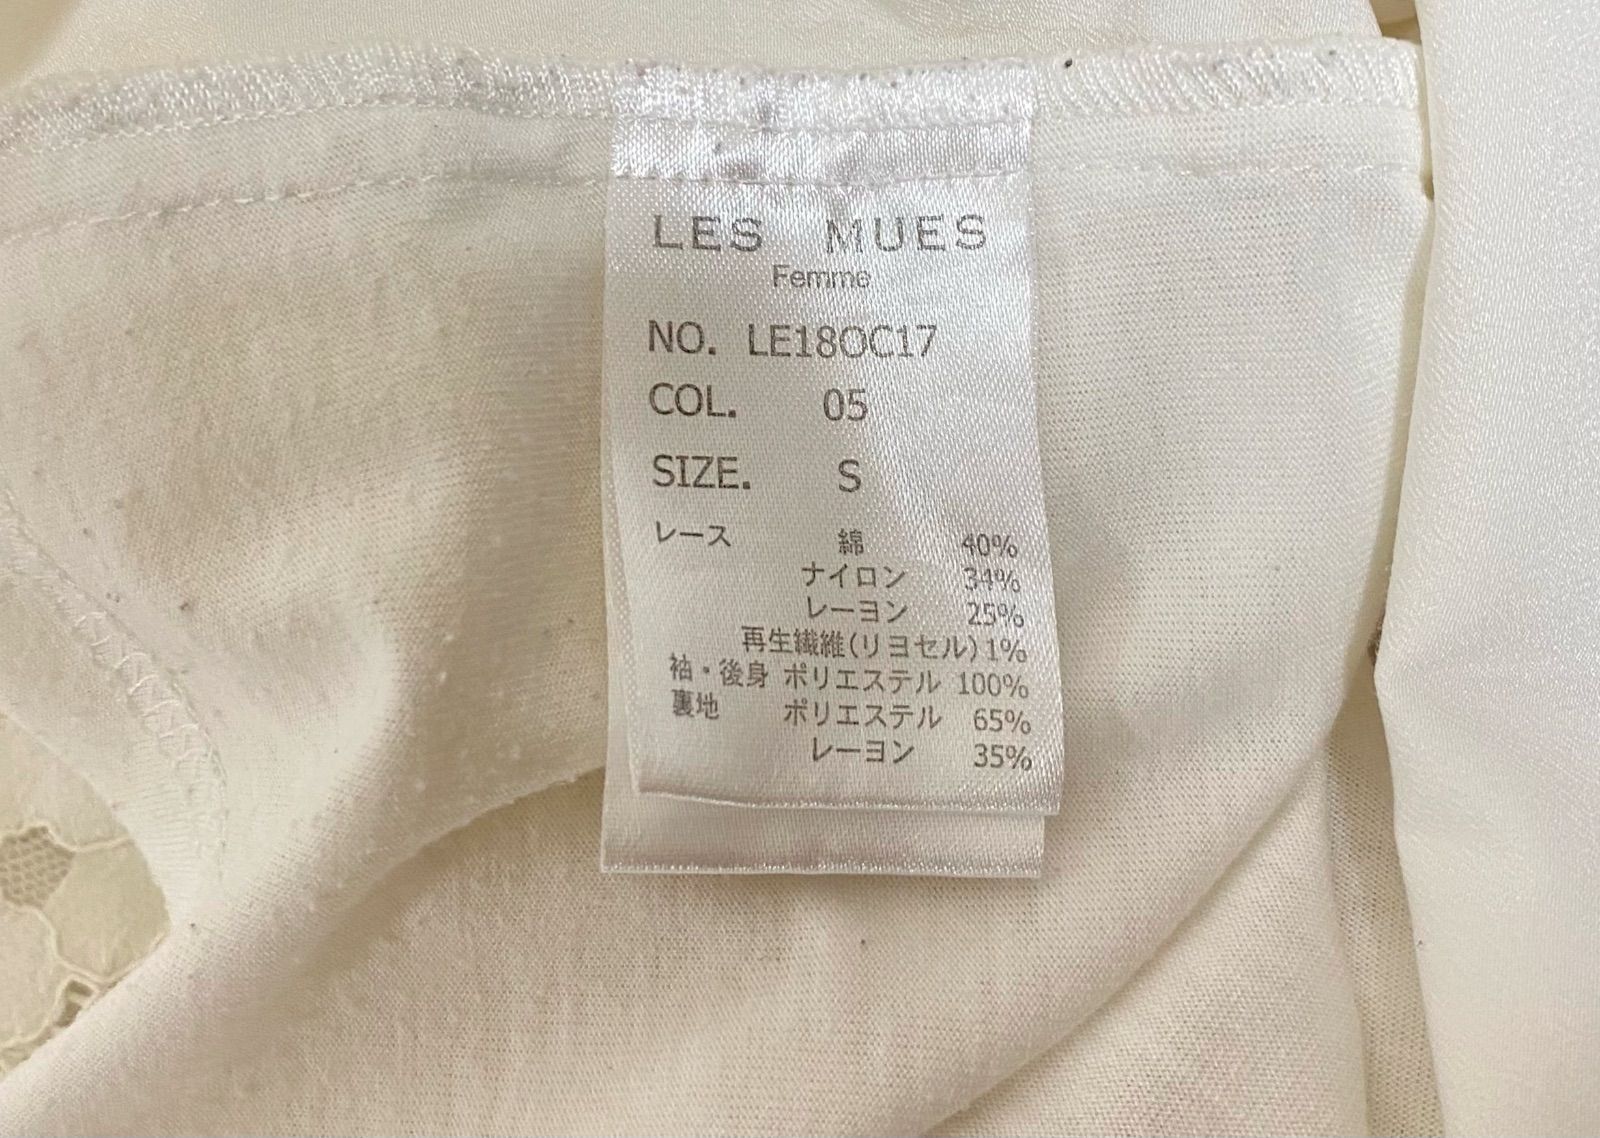 LES MUES
Femme
NO. LE18OC17
COL. 05
SIZE. S
レース 綿 40%
ナイロン 34%
レーヨン 25%
再生繊維(リヨセル) 1%
袖・後身 ポリエステル 100%
裏地 ポリエステル 65%
レーヨン 35%